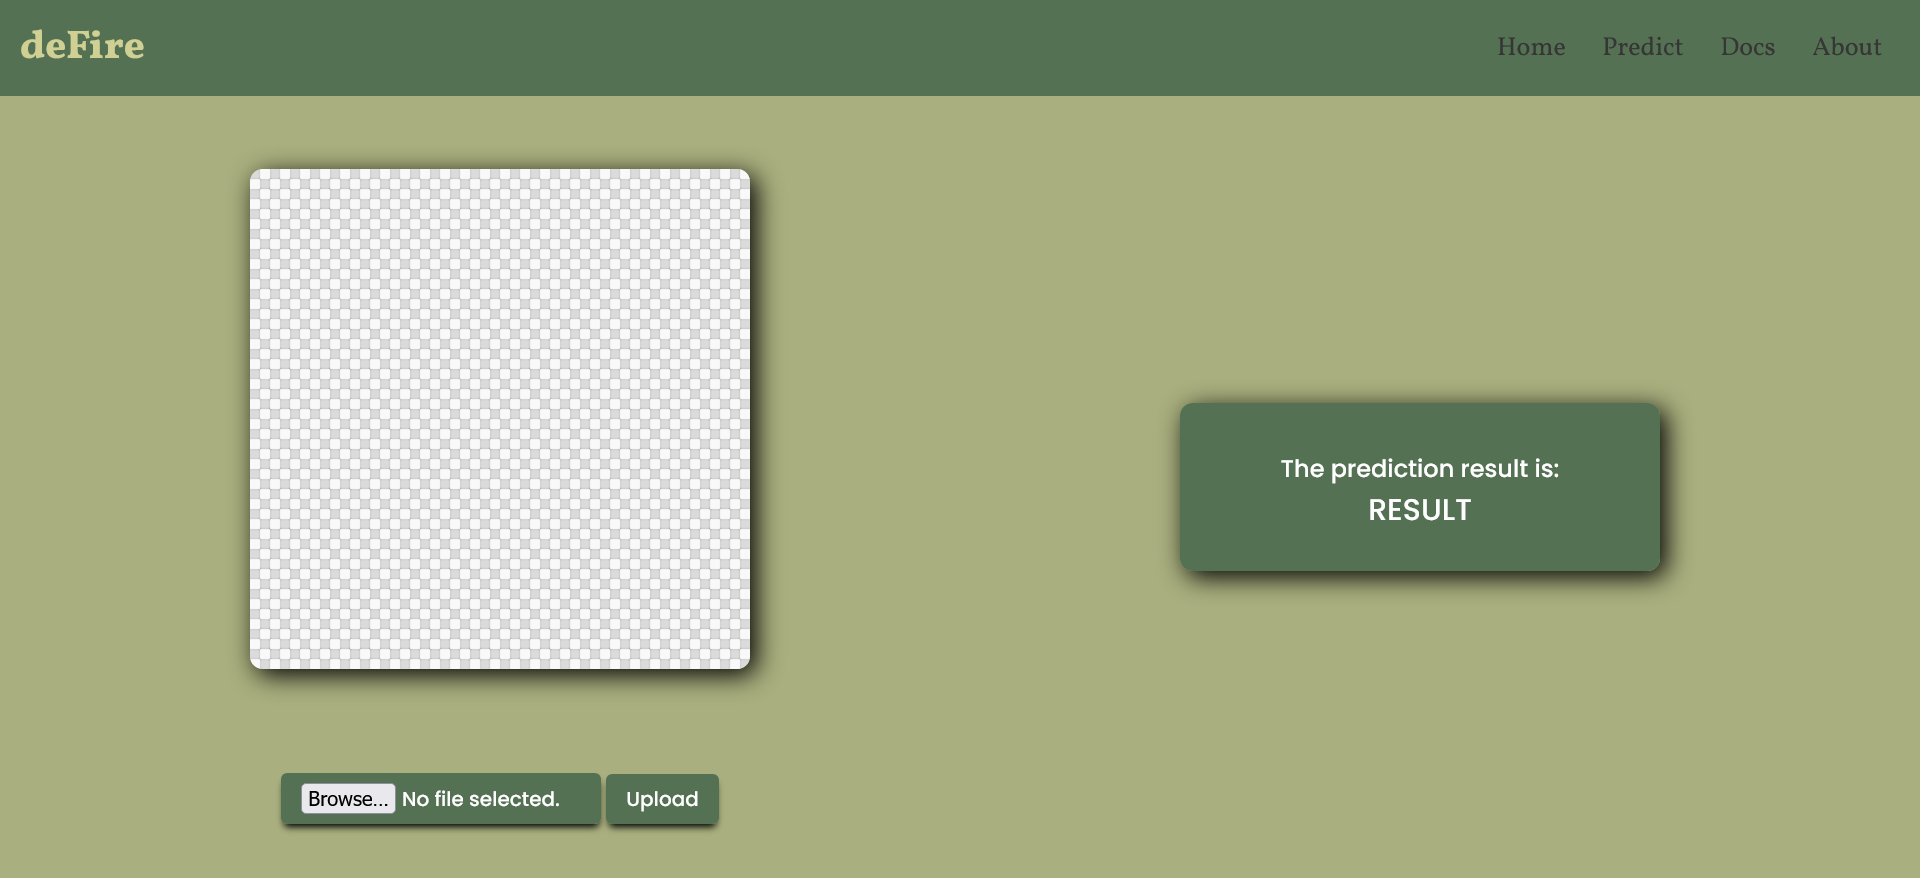 deFire
Home Predict Docs About
The prediction result is:
RESULT
Browse... No file selected. Upload